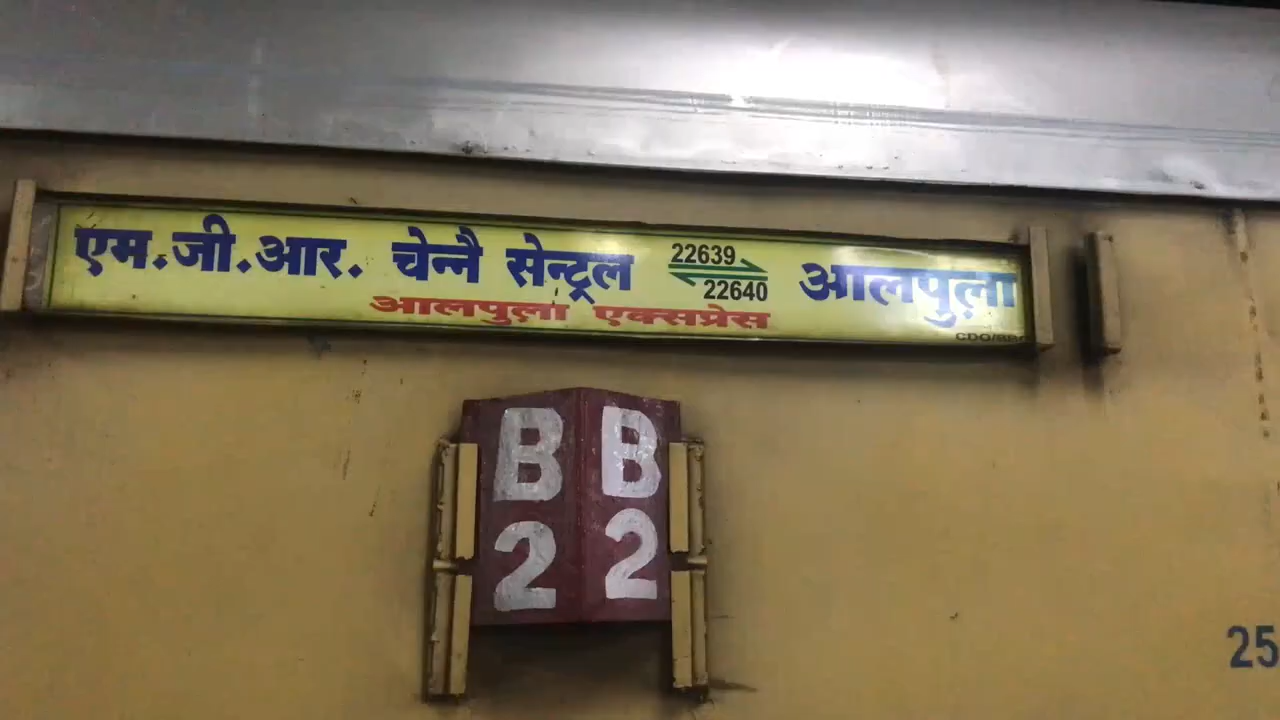 एम.जी.आर. चेन्नै सेन्ट्रल 22639 आलपुला
22640
आलपुला एक्सप्रेस
B B
2 2
25